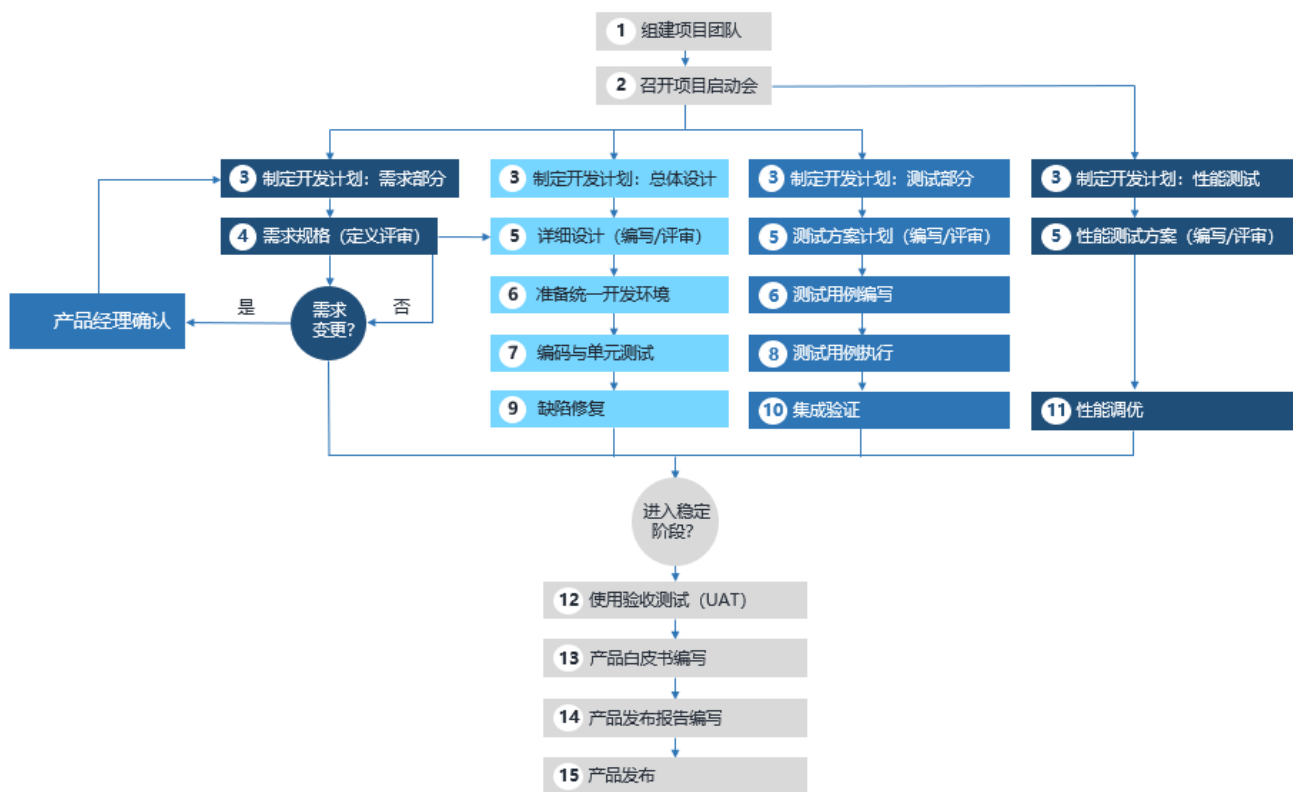 1 组建项目团队
2 召开项目启动会
3 制定开发计划：需求部分
3 制定开发计划：总体设计
3 制定开发计划：测试部分
3 制定开发计划：性能测试
4 需求规格（定义评审）
5 详细设计（编写/评审）
5 测试方案计划（编写/评审）
5 性能测试方案（编写/评审）
6 准备统一开发环境
6 测试用例编写
产品经理确认
是
需求
变更?
否
7 编码与单元测试
8 测试用例执行
9 缺陷修复
10 集成验证
11 性能调优
进入稳定
阶段?
12 使用验收测试（UAT）
13 产品白皮书编写
14 产品发布报告编写
15 产品发布